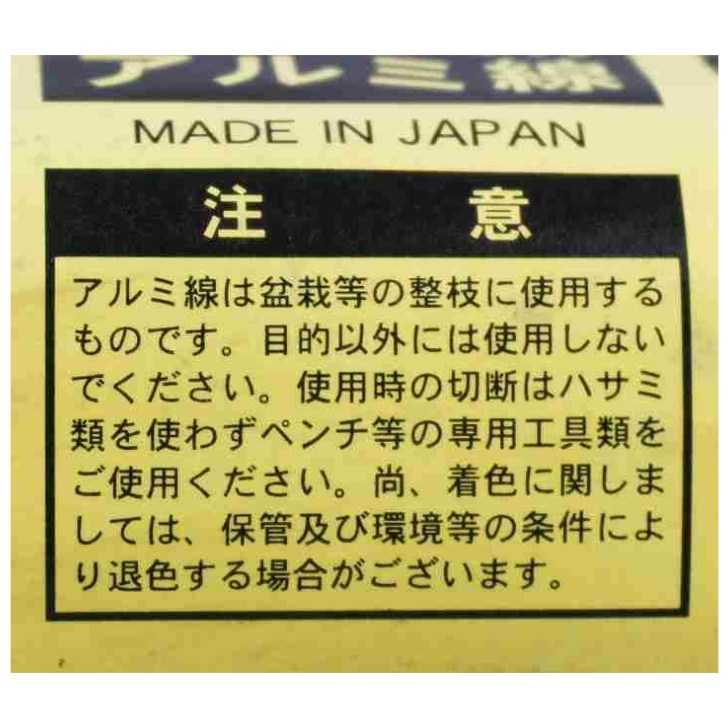 アルミ線
MADE IN JAPAN
注意
アルミ線は盆栽等の整枝に使用する
ものです。目的以外には使用しない
でください。使用時の切断はハサミ
類を使わずペンチ等の専用工具類を
ご使用ください。尚、着色に関しま
しては、保管及び環境等の条件によ
り退色する場合がございます。